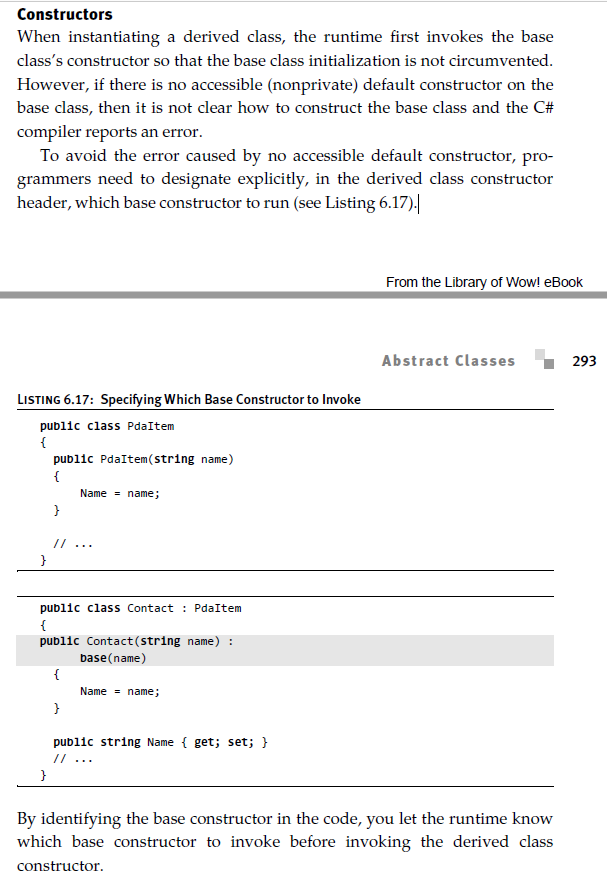 Constructors
When instantiating a derived class, the runtime first invokes the base
class's constructor so that the base class initialization is not circumvented.
However, if there is no accessible (nonprivate) default constructor on the
base class, then it is not clear how to construct the base class and the C#
compiler reports an error.
To avoid the error caused by no accessible default constructor, pro-
grammers need to designate explicitly, in the derived class constructor
header, which base constructor to run (see Listing 6.17).
From the Library of Wow! eBook
Abstract Classes 293
LISTING 6.17: Specifying Which Base Constructor to Invoke
public class PdaItem
{
public PdaItem(string name)
{
Name = name;
}
// ...
}
public class Contact : PdaItem
{
public Contact(string name) :
base(name)
{
Name = name;
}
public string Name { get; set; }
// ...
}
By identifying the base constructor in the code, you let the runtime know
which base constructor to invoke before invoking the derived class
constructor.